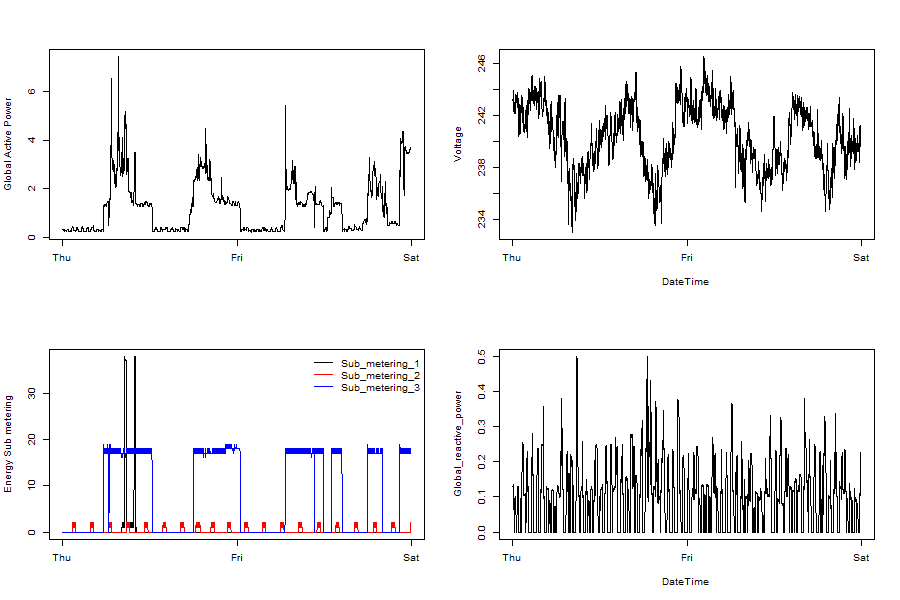 Global Active Power
0
2
4
6
Thu
Fri
Sat
Voltage
234
238
242
246
Thu
Fri
Sat
DateTime
Energy Sub metering
0
10
20
30
Sub_metering_1
Sub_metering_2
Sub_metering_3
Thu
Fri
Sat
Global_reactive_power
0.0
0.1
0.2
0.3
0.4
0.5
Thu
Fri
Sat
DateTime